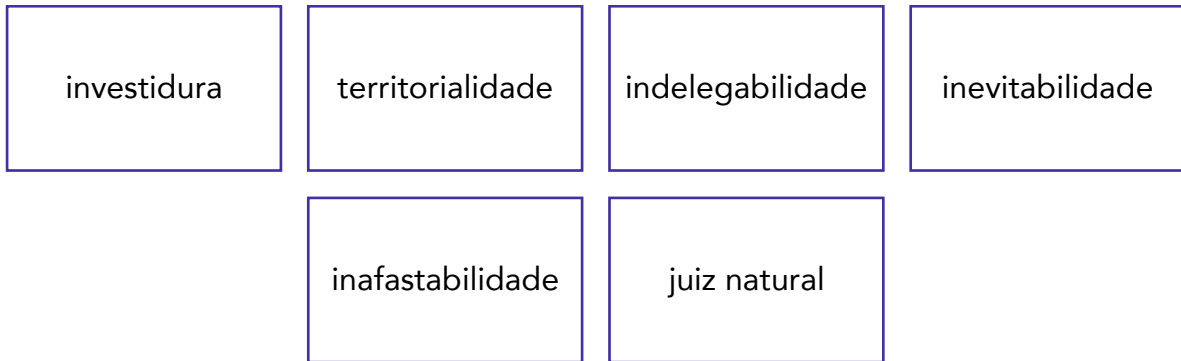 investidura
territorialidade
indelegabilidade
inevitabilidade
inafastabilidade
juiz natural